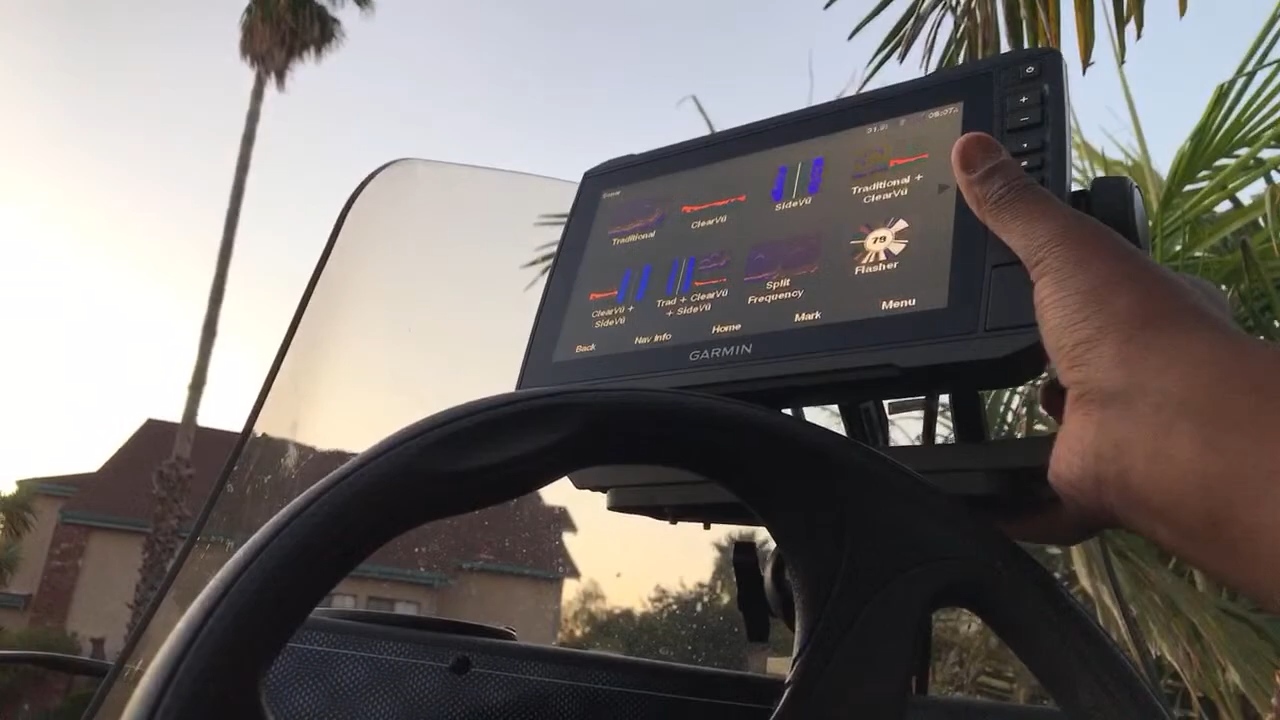 Sonar
Traditional
ClearVü
SideVü
Traditional +
ClearVü
ClearVü +
SideVü
Trad + ClearVü
+ SideVü
Split
Frequency
79
Flasher
Back
Nav Info
Home
Mark
Menu
GARMIN